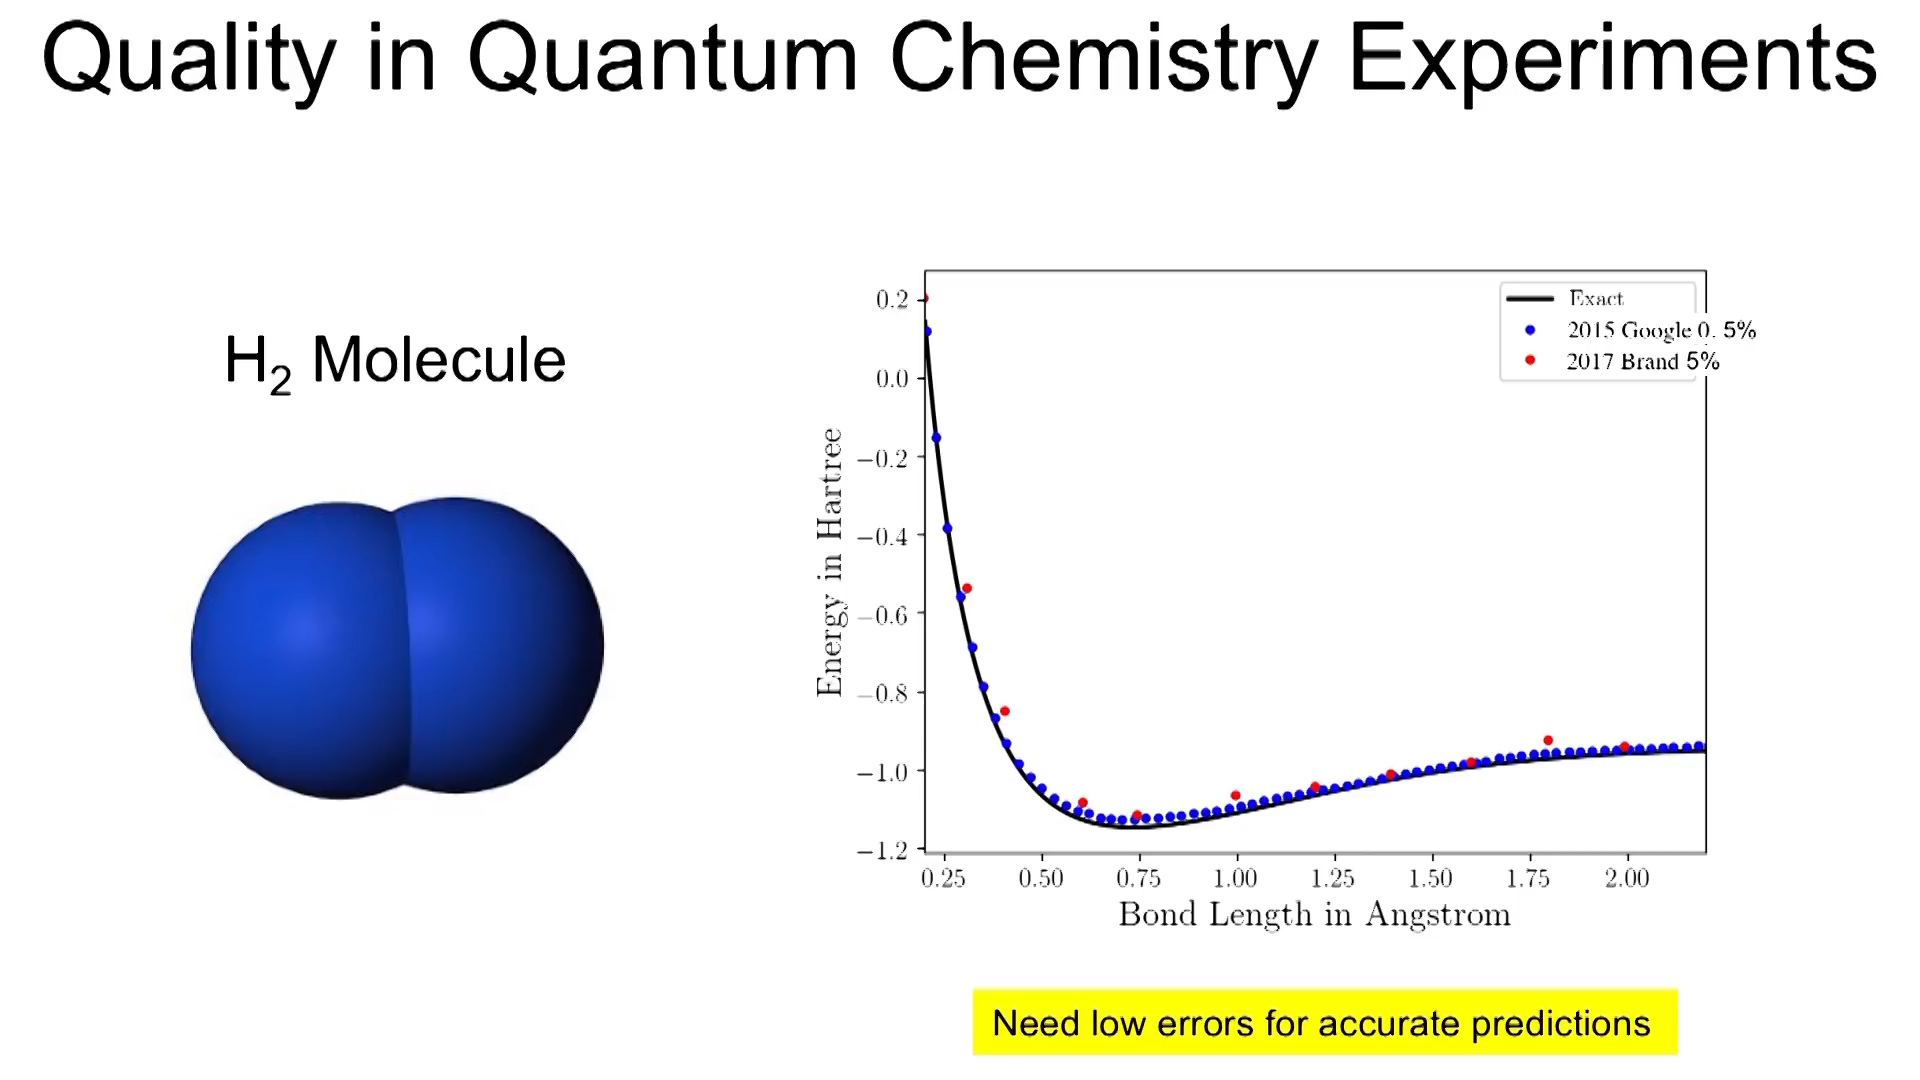 Quality in Quantum Chemistry Experiments
H₂ Molecule
Exact
2015 Google 0. 5%
2017 Brand 5%
0.2
0.0
−0.2
−0.4
−0.6
−0.8
−1.0
−1.2
Energy in Hartree
0.25 0.50 0.75 1.00 1.25 1.50 1.75 2.00
Bond Length in Angstrom
Need low errors for accurate predictions